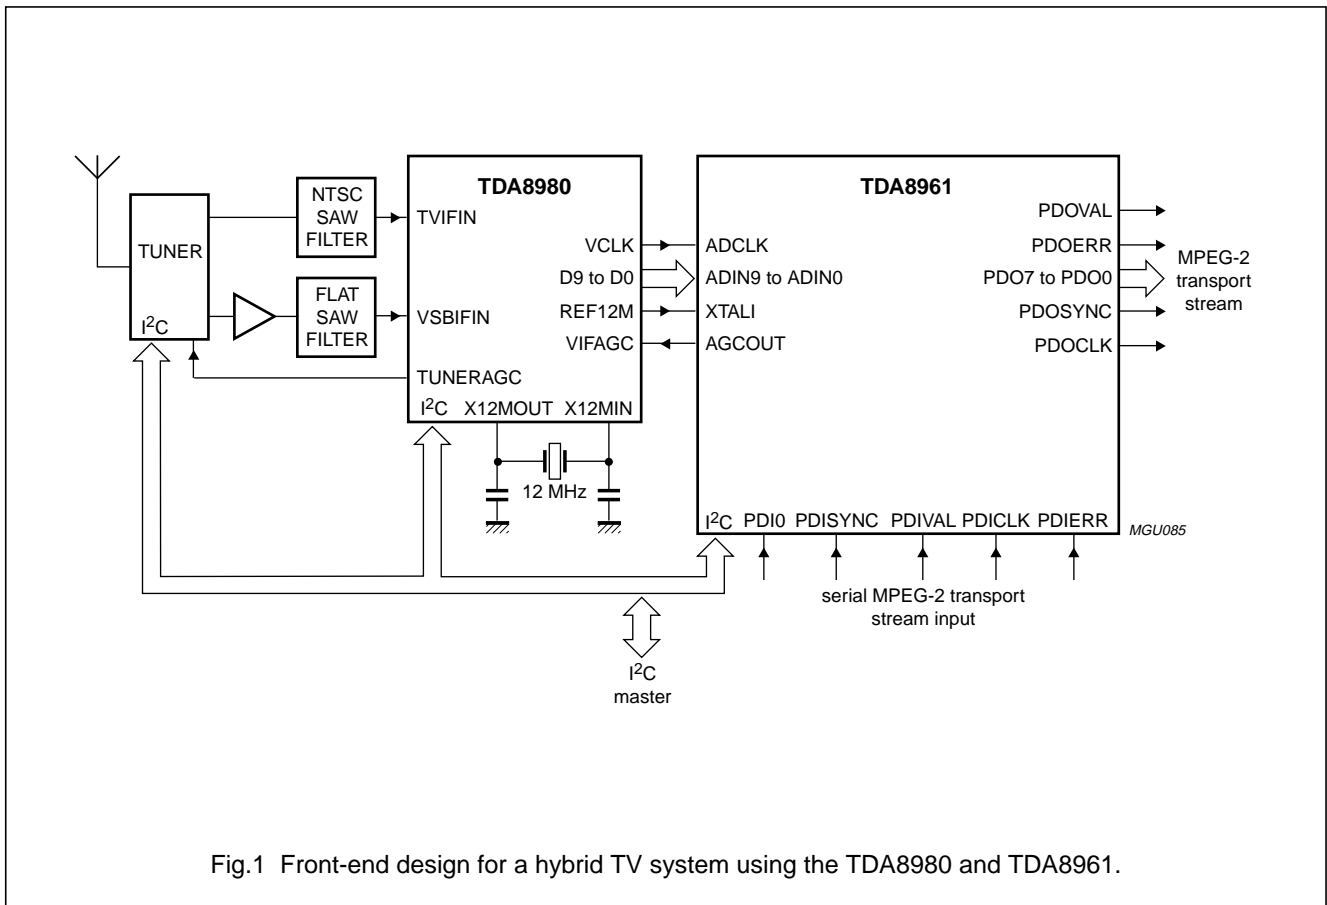 TDA8980
TDA8961
NTSC
SAW
FILTER
TVIFIN
PDOVAL
TUNER
VCLK
ADCLK
PDOERR
MPEG-2
transport
stream
D9 to D0
ADIN9 to ADIN0
PDO7 to PDO0
FLAT
SAW
FILTER
VSBIFIN
REF12M
XTALI
PDOSYNC
I2C
VIFAGC
AGCOUT
PDOCLK
TUNERAGC
I2C X12MOUT X12MIN
12 MHz
I2C PDI0 PDISYNC PDIVAL PDICLK PDIERR
MGU085
serial MPEG-2 transport
stream input
I2C
master
Fig.1 Front-end design for a hybrid TV system using the TDA8980 and TDA8961.